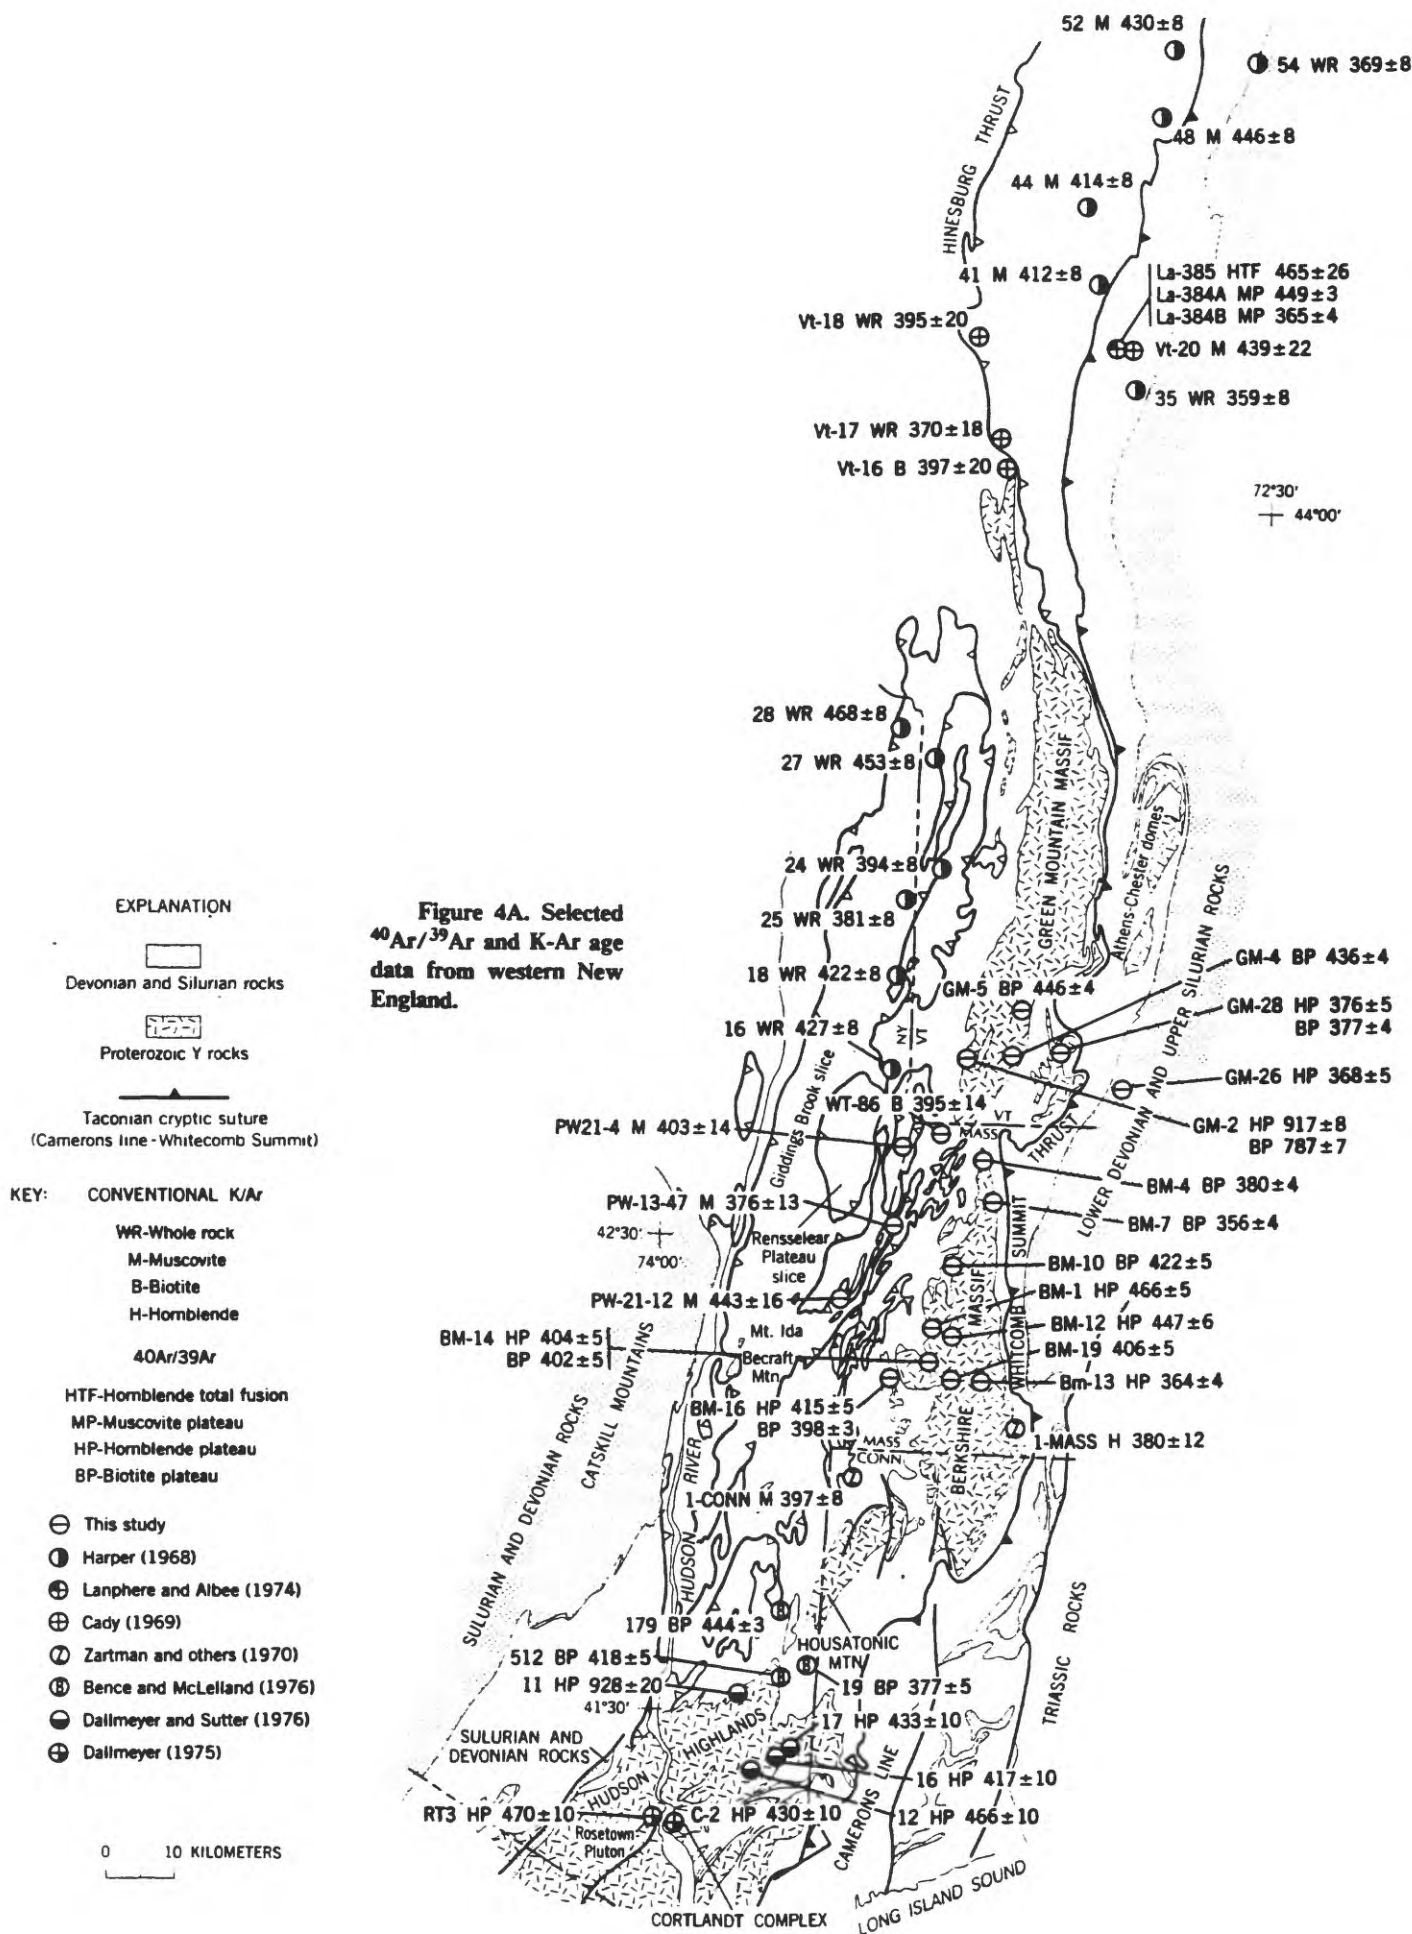 52 M 430±8
54 WR 369±8
HINESBURG THRUST
48 M 446±8
44 M 414±8
41 M 412±8
La-385 HTF 465±26
La-384A MP 449±3
La-384B MP 365±4
Vt-18 WR 395±20
Vt-20 M 439±22
35 WR 359±8
Vt-17 WR 370±18
Vt-16 B 397±20
72°30'
44°00'
28 WR 468±8
27 WR 453±8
GREEN MOUNTAIN MASSIF
Athens-Chester domes
24 WR 394±8
25 WR 381±8
18 WR 422±8
LOWER DEVONIAN AND UPPER SILURIAN ROCKS
GM-4 BP 436±4
GM-5 BP 446±4
GM-28 HP 376±5
BP 377±4
16 WR 427±8
NY
VT
Giddings Brook slice
GM-26 HP 368±5
WT-86 B 395±14
VT
MASS
GM-2 HP 917±8
BP 787±7
PW21-4 M 403±14
THRUST
BM-4 BP 380±4
PW-13-47 M 376±13
BM-7 BP 356±4
42°30'
74°00'
Rensselear
Plateau
slice
SUMMIT
BM-10 BP 422±5
MASSIF
BM-1 HP 466±5
PW-21-12 M 443±16
WHITCOMB
BM-12 HP 447±6
Mt. Ida
BM-14 HP 404±5
BP 402±5
Becraft
Mtn
BM-19 406±5
Bm-13 HP 364±4
BM-16 HP 415±5
BP 398±3
1-MASS H 380±12
MASS
CONN
BERKSHIRE
1-CONN M 397±8
SULURIAN AND DEVONIAN ROCKS
CATSKILL MOUNTAINS
HUDSON RIVER
TRIASSIC ROCKS
179 BP 444±3
HOUSATONIC
MTN
512 BP 418±5
11 HP 928±20
19 BP 377±5
41°30'
17 HP 433±10
SULURIAN AND
DEVONIAN ROCKS
HUDSON HIGHLANDS
16 HP 417±10
CAMERONS LINE
RT3 HP 470±10
C-2 HP 430±10
12 HP 466±10
Rosetown
Pluton
CORTLANDT COMPLEX
LONG ISLAND SOUND
Figure 4A. Selected
40Ar/39Ar and K-Ar age
data from western New
England.
EXPLANATION
Devonian and Silurian rocks
Proterozoic Y rocks
Taconian cryptic suture
(Camerons line-Whitecomb Summit)
KEY: CONVENTIONAL K/Ar
WR-Whole rock
M-Muscovite
B-Biotite
H-Hornblende
40Ar/39Ar
HTF-Hornblende total fusion
MP-Muscovite plateau
HP-Hornblende plateau
BP-Biotite plateau
This study
Harper (1968)
Lanphere and Albee (1974)
Cady (1969)
Zartman and others (1970)
Bence and McLelland (1976)
Dallmeyer and Sutter (1976)
Dallmeyer (1975)
0 10 KILOMETERS